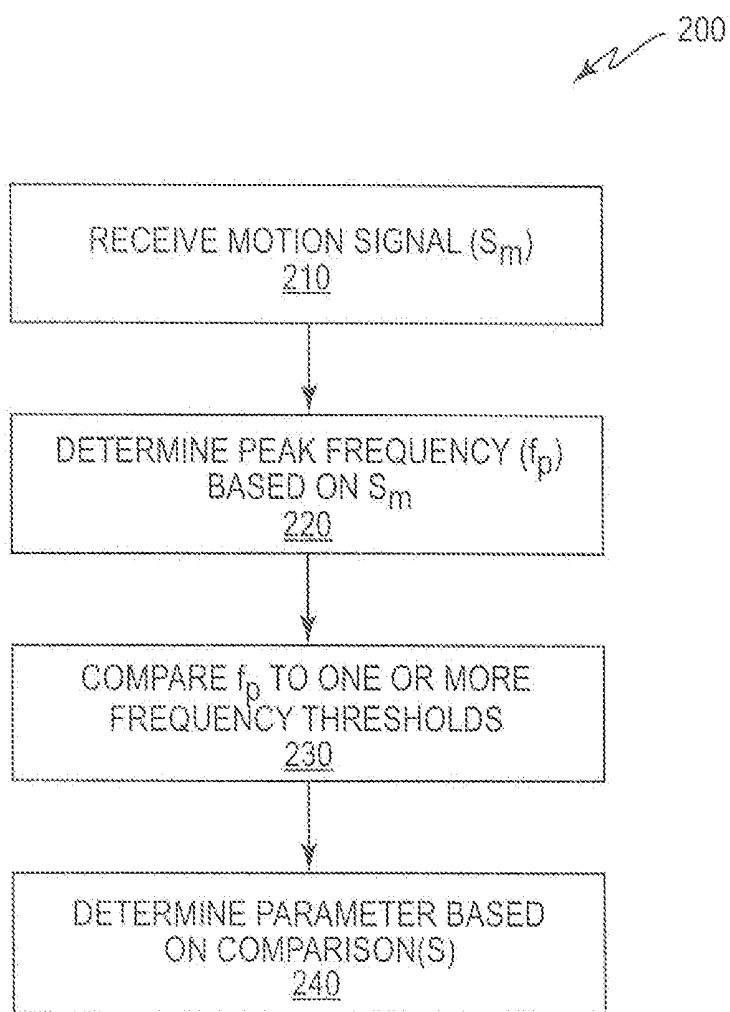 200
RECEIVE MOTION SIGNAL (Sm)
210
DETERMINE PEAK FREQUENCY (fp)
BASED ON Sm
220
COMPARE fp TO ONE OR MORE
FREQUENCY THRESHOLDS
230
DETERMINE PARAMETER BASED
ON COMPARISON(S)
240